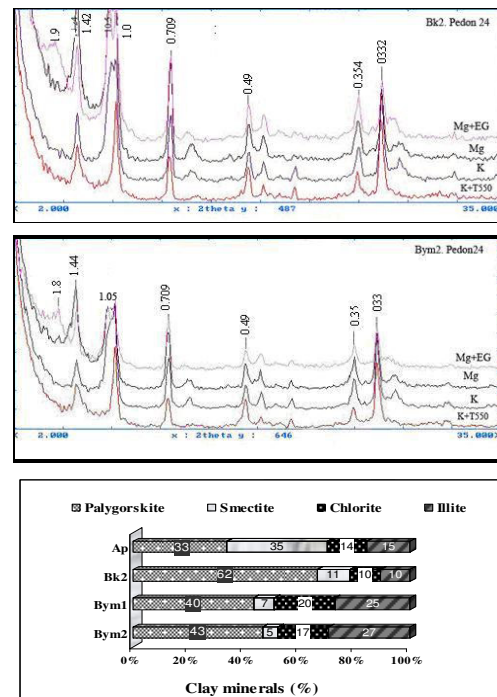 Bk2. Pedon 24
1.9
1.42
10.5
1.0
0.709
0.49
0.354
0332
Mg+EG
Mg
K
K+T550
2.000 x : 2theta y : 487 35.000
Bym2. Pedon24
1.8
1.44
1.05
0.709
0.49
0.35
033
Mg+EG
Mg
K
K+T550
2.000 x : 2theta y : 646 35.000
Palygorskite Smectite Chlorite Illite
Ap 33 35 14 15
Bk2 62 11 10 10
Bym1 40 7 20 25
Bym2 43 5 17 27
0% 20% 40% 60% 80% 100%
Clay minerals (%)